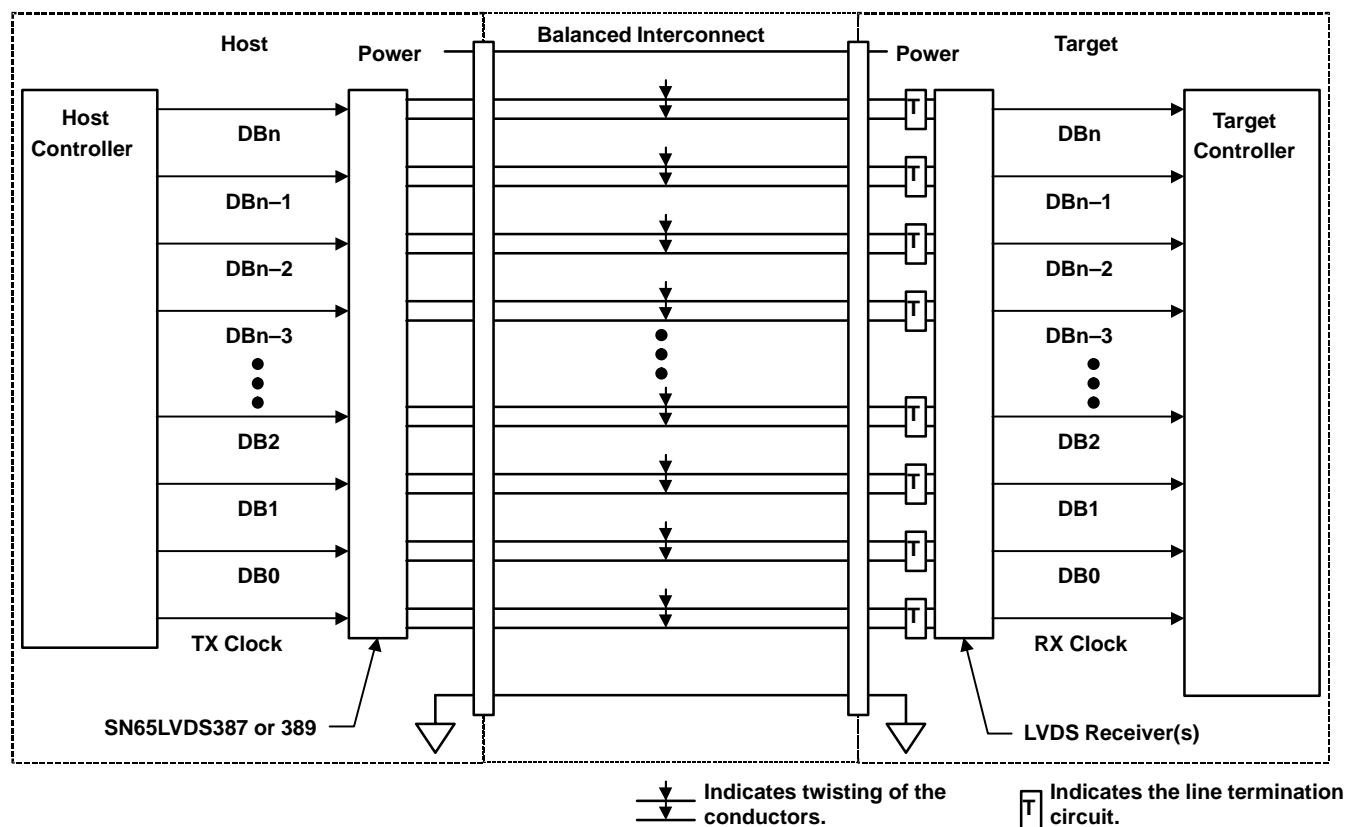 Host
Power
Balanced Interconnect
Power
Target
Host
Controller
DBn
DBn–1
DBn–2
DBn–3
DB2
DB1
DB0
TX Clock
SN65LVDS387 or 389
T
T
T
T
T
T
T
T
DBn
DBn–1
DBn–2
DBn–3
DB2
DB1
DB0
RX Clock
LVDS Receiver(s)
Target
Controller
Indicates twisting of the
conductors.
T
Indicates the line termination
circuit.